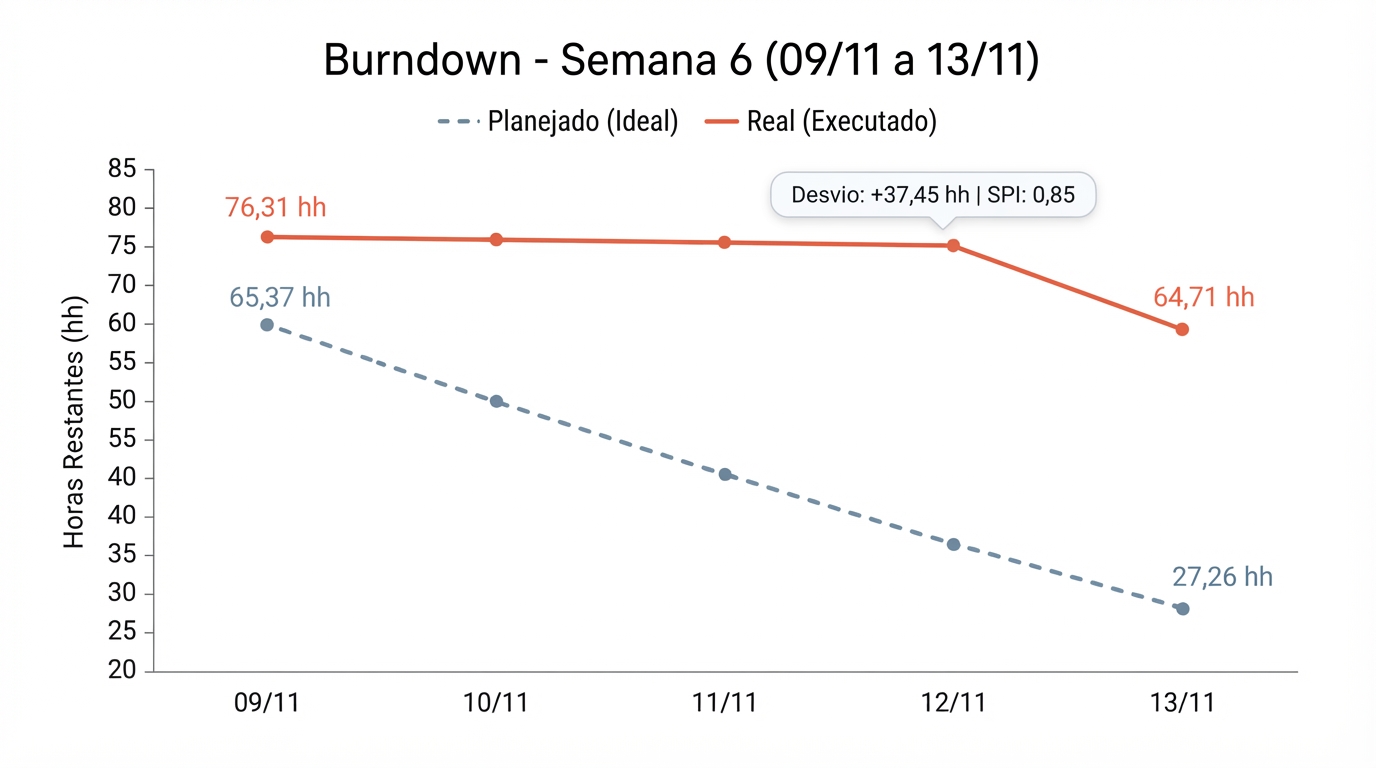 Burndown - Semana 6 (09/11 a 13/11)
Planejado (Ideal)
Real (Executado)
Horas Restantes (hh)
85
80
75
70
60
55
50
55
40
40
35
30
25
20
76,31 hh
65,37 hh
Desvio: +37,45 hh | SPI: 0,85
64,71 hh
27,26 hh
09/11
10/11
11/11
12/11
13/11